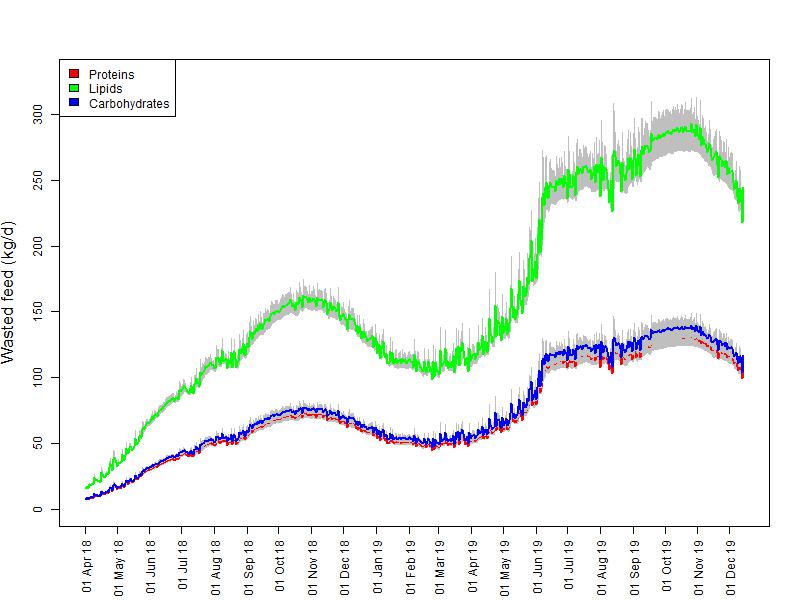 Proteins
Lipids
Carbohydrates
Wasted feed (kg/d)
300
250
200
150
100
50
0
01 Apr 18
01 May 18
01 Jun 18
01 Jul 18
01 Aug 18
01 Sep 18
01 Oct 18
01 Nov 18
01 Dec 18
01 Jan 19
01 Feb 19
01 Mar 19
01 Apr 19
01 May 19
01 Jun 19
01 Jul 19
01 Aug 19
01 Sep 19
01 Oct 19
01 Nov 19
01 Dec 19